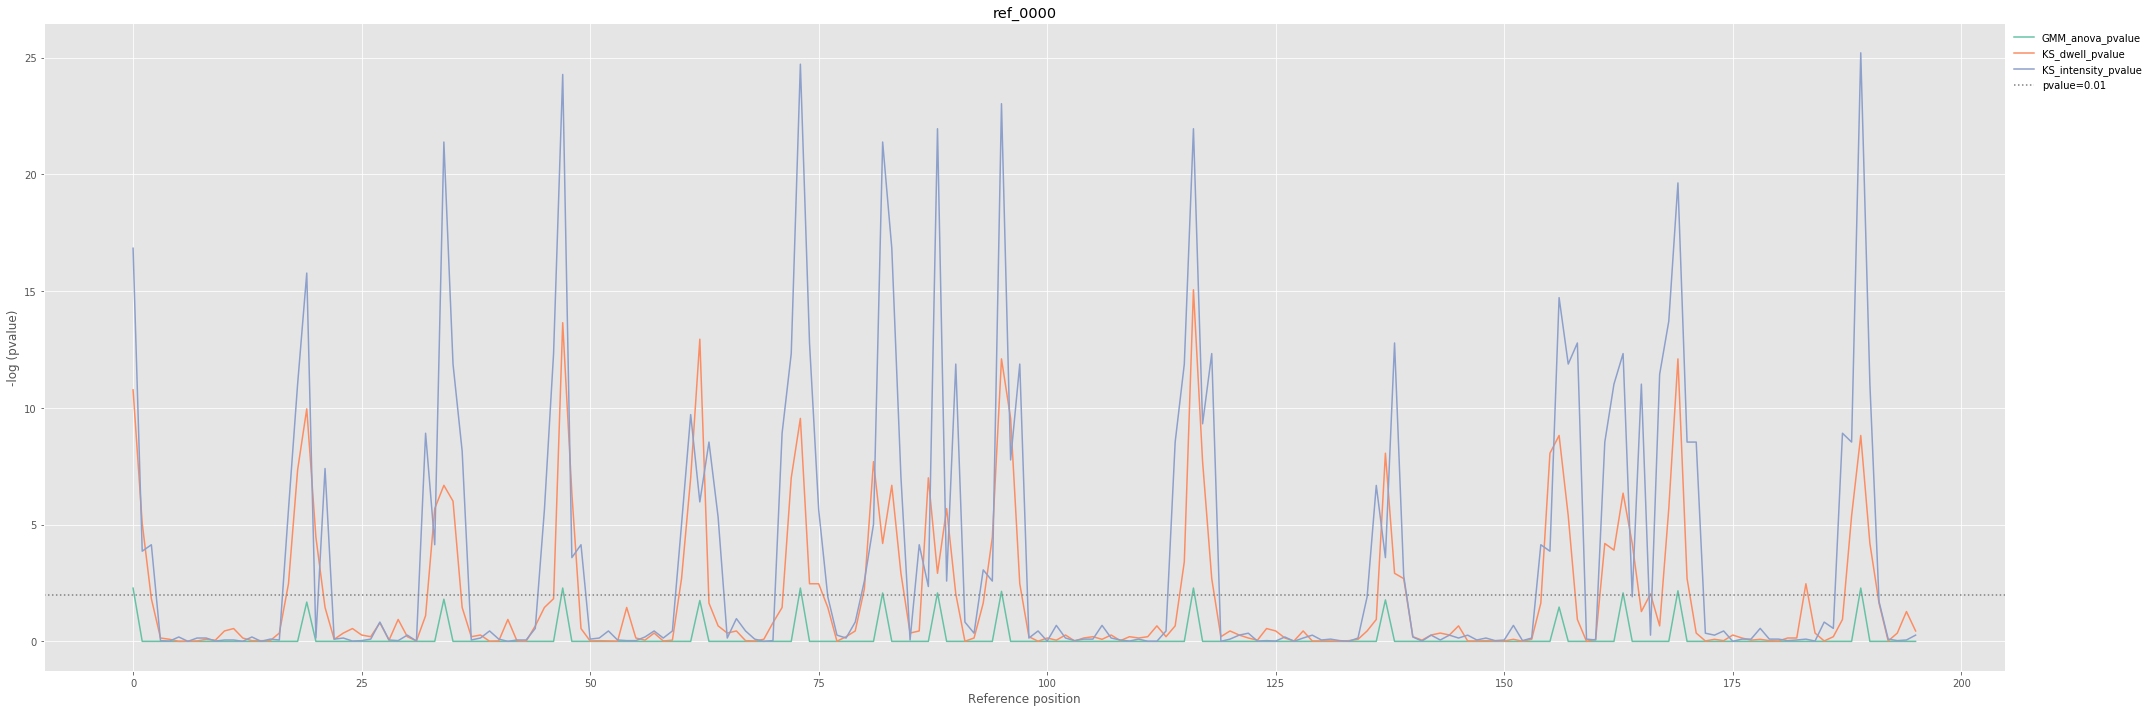 ref_0000
GMM_anova_pvalue
KS_dwell_pvalue
KS_intensity_pvalue
pvalue=0.01
25
20
15
10
5
0
-log (pvalue)
0 25 50 75 100 125 150 175 200
Reference position